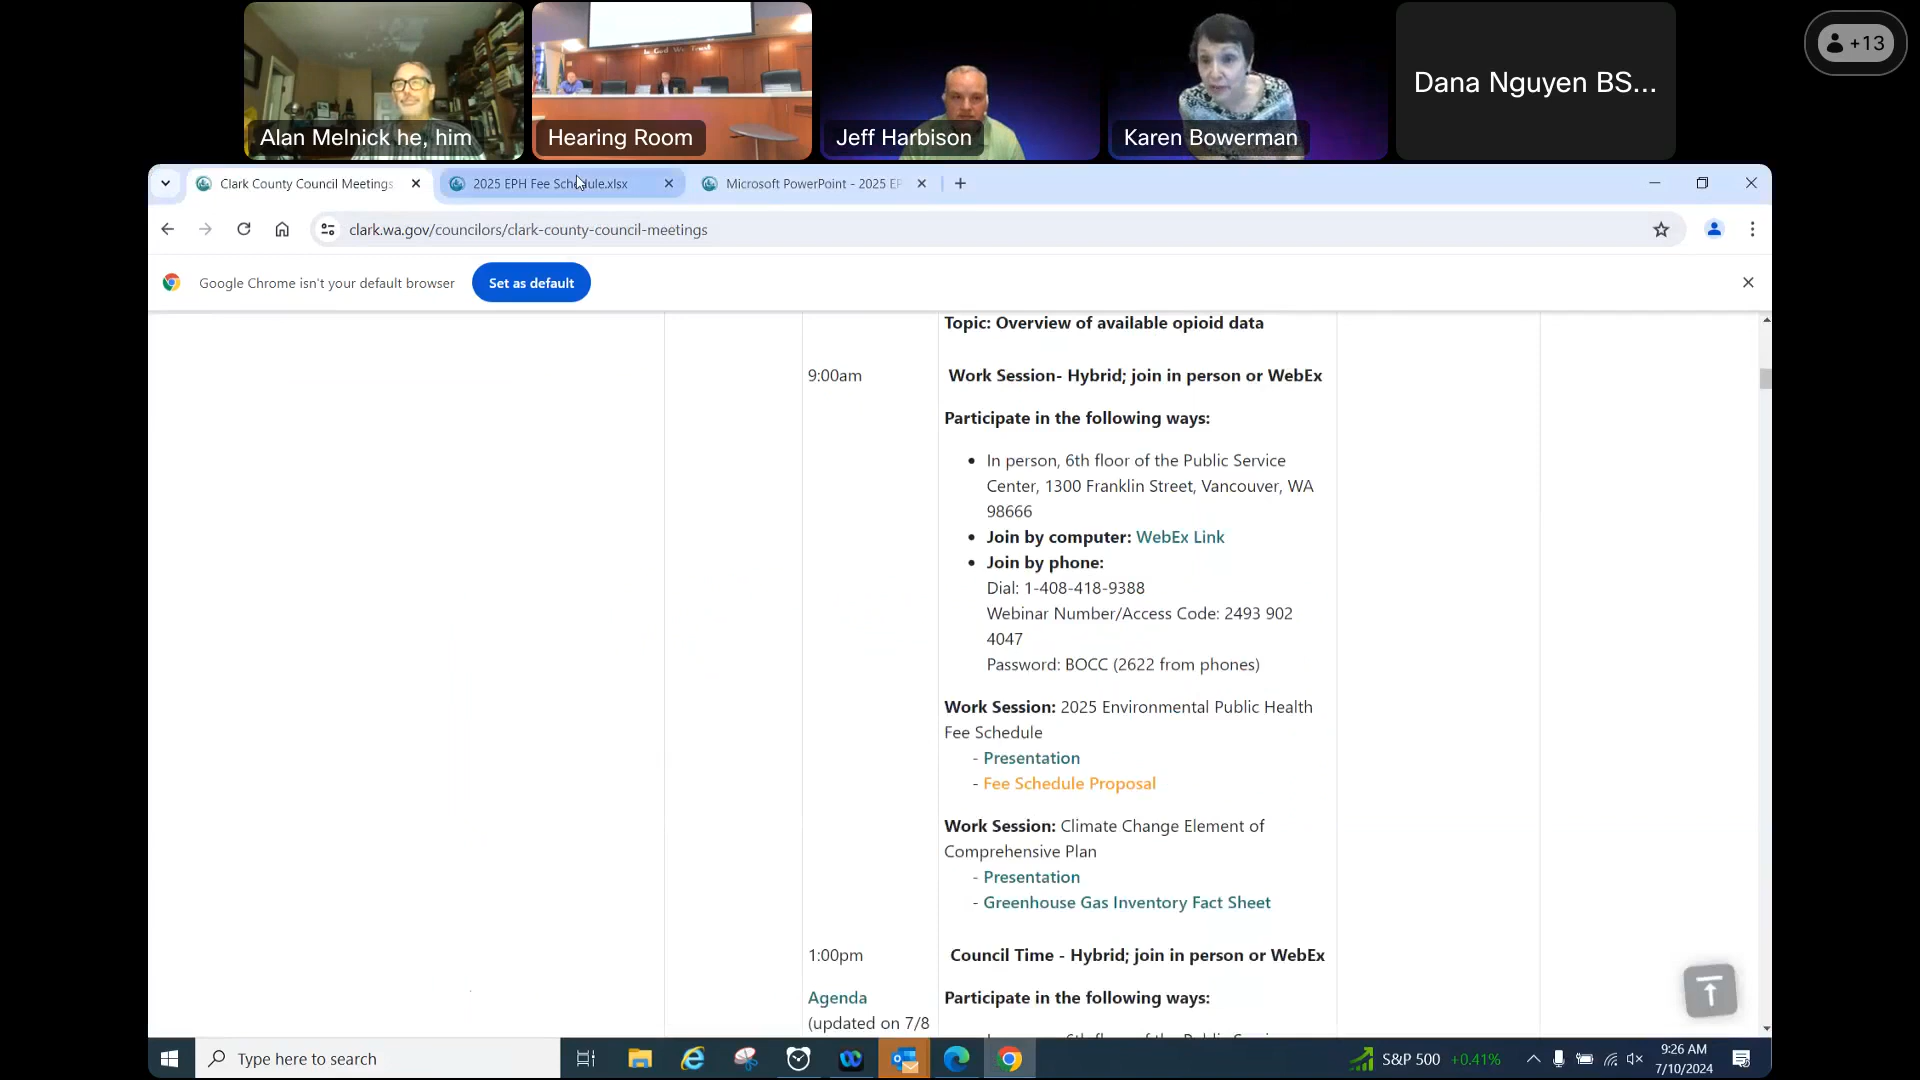 In God We Trust
Alan Melnick he, him
Hearing Room
Jeff Harbison
Karen Bowerman
Dana Nguyen BS...
+13
Clark County Council Meetings
2025 EPH Fee Schedule.xlsx
Microsoft PowerPoint - 2025 EP
clark.wa.gov/councilors/clark-county-council-meetings
Google Chrome isn't your default browser
Set as default
Topic: Overview of available opioid data
9:00am
Work Session- Hybrid; join in person or WebEx
Participate in the following ways:
• In person, 6th floor of the Public Service
Center, 1300 Franklin Street, Vancouver, WA
98666
• Join by computer: WebEx Link
• Join by phone:
Dial: 1-408-418-9388
Webinar Number/Access Code: 2493 902
4047
Password: BOCC (2622 from phones)
Work Session: 2025 Environmental Public Health
Fee Schedule
- Presentation
- Fee Schedule Proposal
Work Session: Climate Change Element of
Comprehensive Plan
- Presentation
- Greenhouse Gas Inventory Fact Sheet
1:00pm
Council Time - Hybrid; join in person or WebEx
Agenda
(updated on 7/8
Participate in the following ways:
Type here to search
S&P 500 +0.41%
9:26 AM
7/10/2024